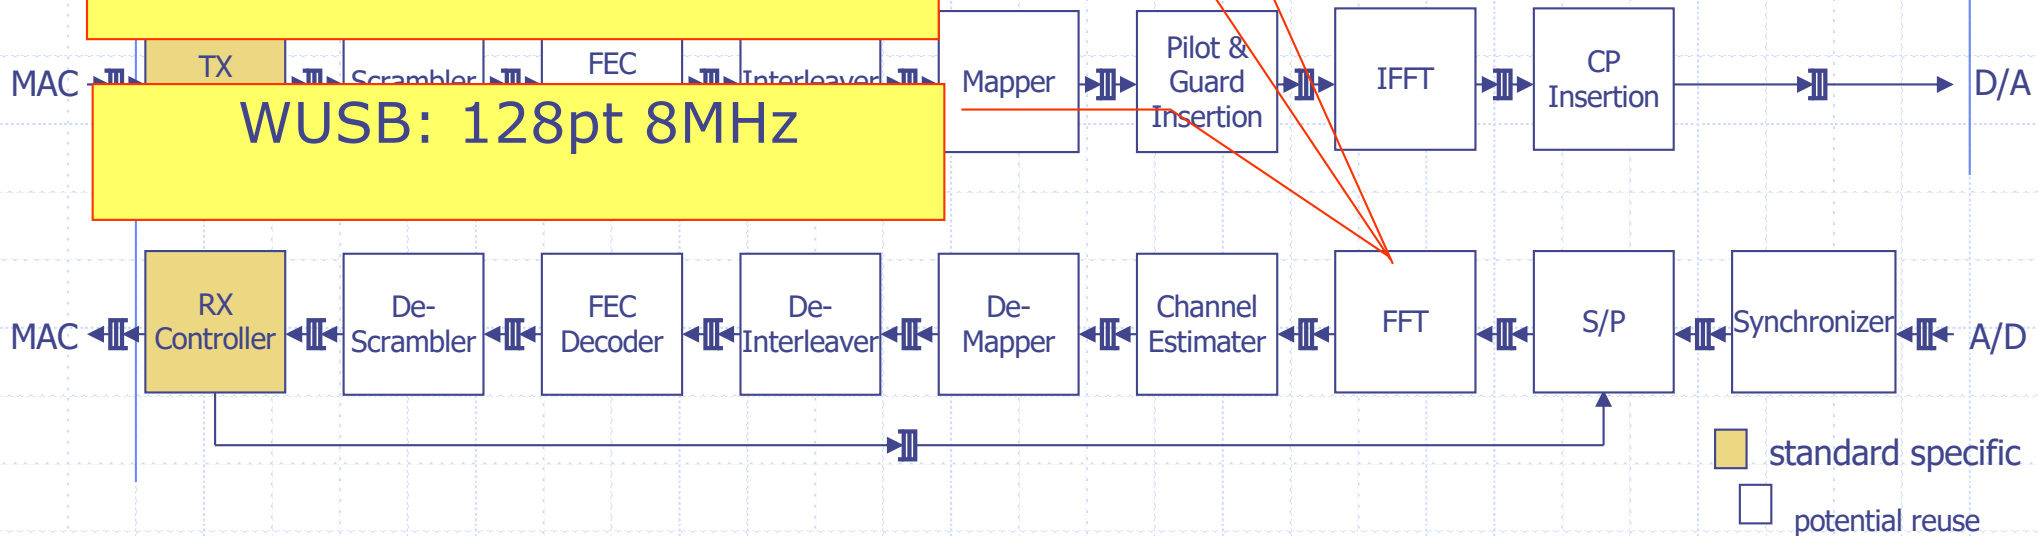 MAC
TX
Scrambler
FEC
Interleaver
Mapper
Pilot &
Guard
Insertion
IFFT
CP
Insertion
D/A
WUSB: 128pt 8MHz
MAC
RX
Controller
De-
Scrambler
FEC
Decoder
De-
Interleaver
De-
Mapper
Channel
Estimater
FFT
S/P
Synchronizer
A/D
standard specific
potential reuse